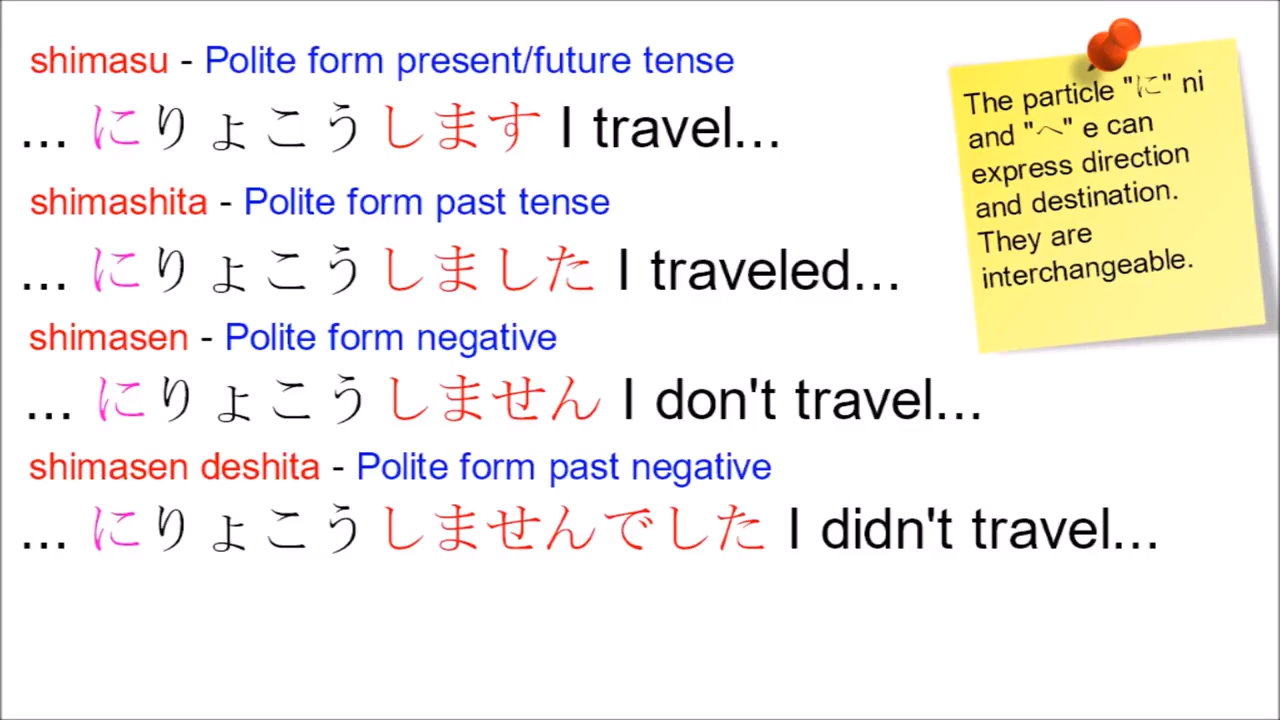 shimasu - Polite form present/future tense
... にりょこうします I travel...
shimashita - Polite form past tense
... にりょこうしました I traveled...
shimasen - Polite form negative
... にりょこうしません I don't travel...
shimasen deshita - Polite form past negative
... にりょこうしませんでした I didn't travel...
The particle "に" ni
and "へ" e can
express direction
and destination.
They are
interchangeable.